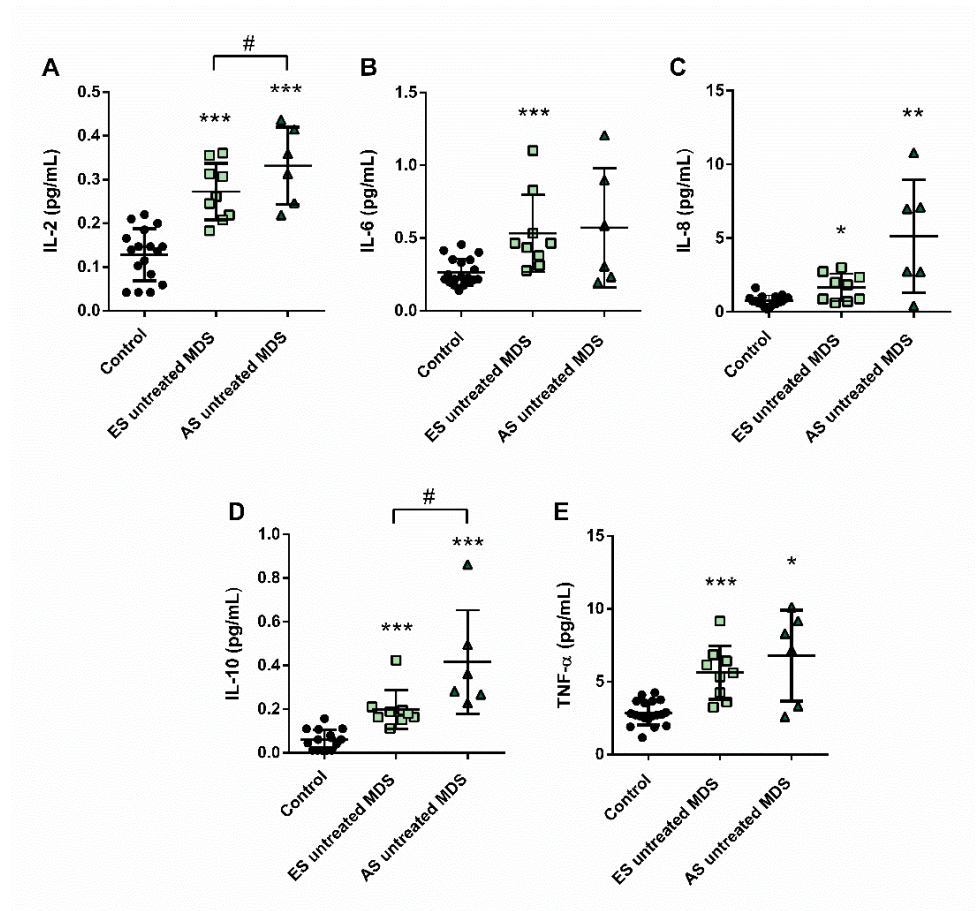 #
A
B
C
IL-2 (pg/mL)
0.5
0.4
0.3
0.2
0.1
0.0
***
***
Control
ES untreated MDS
AS untreated MDS
IL-6 (pg/mL)
1.5
1.0
0.5
0.0
***
Control
ES untreated MDS
AS untreated MDS
IL-8 (pg/mL)
15
10
5
0
*
**
Control
ES untreated MDS
AS untreated MDS
D
#
E
IL-10 (pg/mL)
1.0
0.8
0.6
0.4
0.2
0.0
***
***
Control
ES untreated MDS
AS untreated MDS
TNF-α (pg/mL)
15
10
5
0
***
*
Control
ES untreated MDS
AS untreated MDS